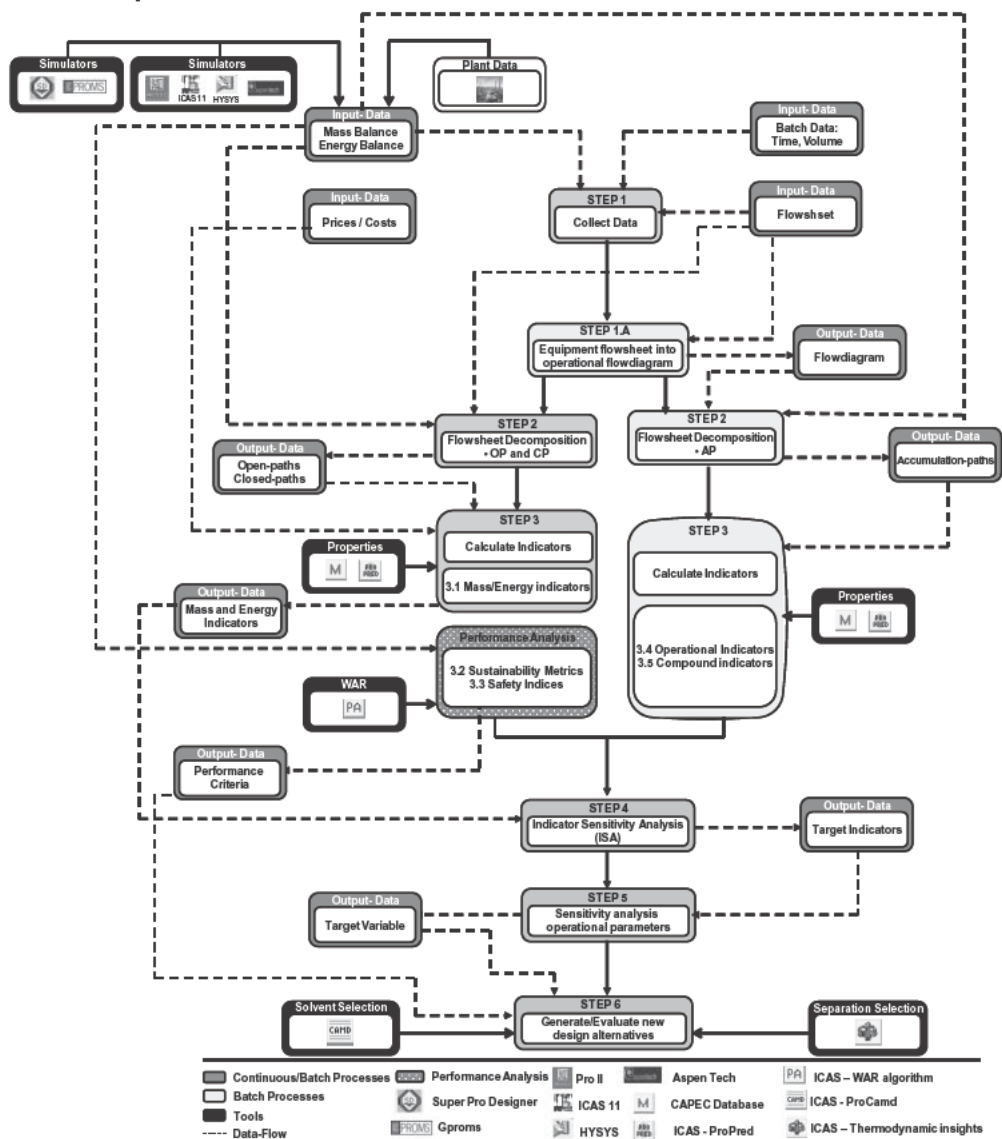 Simulators
Simulators
Plant Data
PROMS
ICAS 11
HYSYS
Input- Data
Mass Balance
Energy Balance
Input- Data
Batch Data:
Time, Volume
Input- Data
Prices / Costs
STEP 1
Collect Data
Input- Data
Flowshset
STEP 1.A
Equipment flowsheet into
operational flowdiagram
Output- Data
Flowdiagram
STEP 2
Flowsheet Decomposition
• OP and CP
STEP 2
Flowsheet Decomposition
• AP
Output- Data
Open-paths
Closed-paths
Output- Data
Accumulation-paths
STEP 3
Calculate Indicators
3.1 Mass/Energy indicators
STEP 3
Calculate Indicators
3.4 Operational Indicators
3.5 Compound indicators
Properties
M
PRED
Properties
M
PRED
Output- Data
Mass and Energy
Indicators
Performance Analysis
3.2 Sustainability Metrics
3.3 Safety Indices
WAR
PA
Output- Data
Performance
Criteria
STEP 4
Indicator Sensitivity Analysis
(ISA)
Output- Data
Target Indicators
STEP 5
Sensitivity analysis
operational parameters
Output- Data
Target Variable
STEP 6
Generate/Evaluate new
design alternatives
Solvent Selection
CAMD
Separation Selection
Continuous/Batch Processes
Performance Analysis
Pro II
Aspen Tech
PA ICAS – WAR algorithm
Batch Processes
Super Pro Designer
ICAS 11
M CAPEC Database
CAMD ICAS - ProCamd
Tools
Data-Flow
PROMS Gproms
HYSYS
PRED ICAS - ProPred
ICAS – Thermodynamic insights